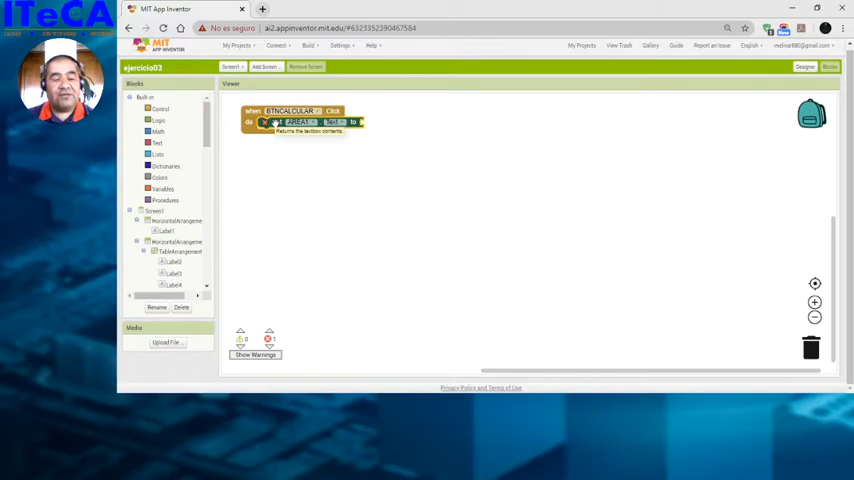 ITeCA
MIT App Inventor
No es seguro
ai2.appinventor.mit.edu/#6323352390467584
MIT
APP INVENTOR
My Projects
Connect
Build
Settings
Help
My Projects
View Trash
Gallery
Guide
Report an Issue
English
ejercicio03
Screen1
Add Screen ...
Remove Screen
Designer
Blocks
Blocks
Viewer
Built-in
Control
Logic
Math
Text
Lists
Dictionaries
Colors
Variables
Procedures
Screen1
HorizontalArrangeme
Label1
HorizontalArrangeme
TableArrangement
Label2
Label3
Label4
Rename
Delete
Media
Upload File ...
when BTNCALCULAR .Click
do set AREA1 . Text to
Returns the textbox contents.
0
1
Show Warnings
Privacy Policy and Terms of Use